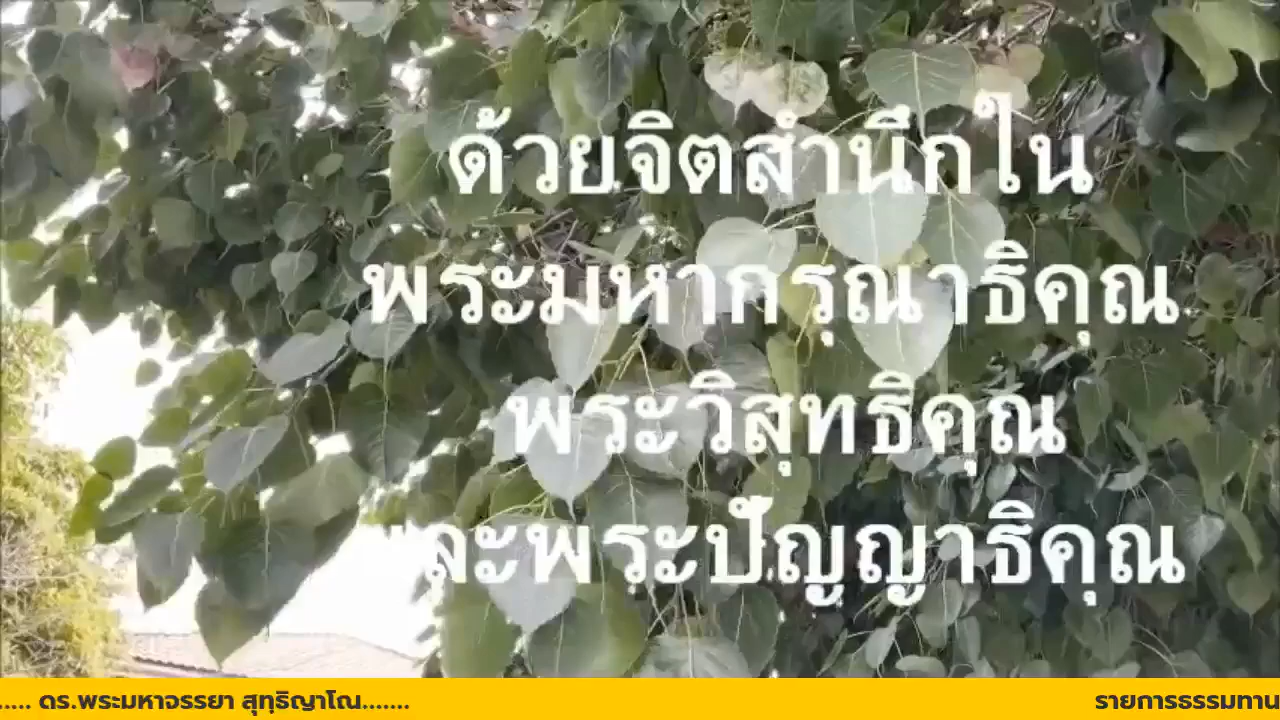 ด้วยจิตสำนึกใน
พระมหากรุณาธิคุณ
พระวิสุทธิคุณ
และพระปัญญาธิคุณ
..... ดร.พระมหาจรรยา สุทฺธิญาโณ.......
รายการธรรมทาน